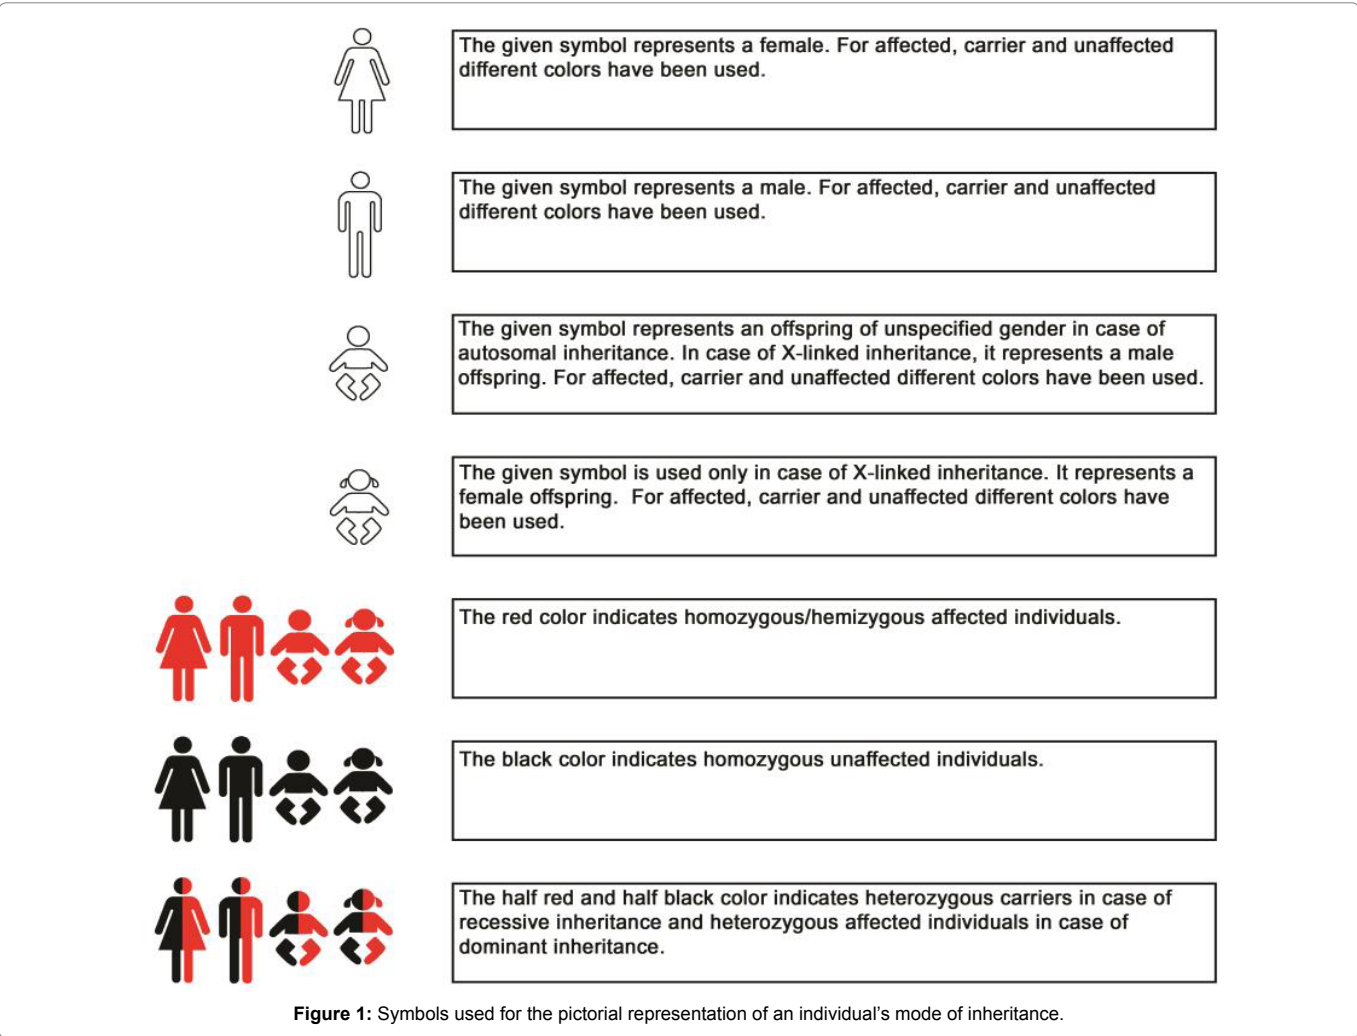 The given symbol represents a female. For affected, carrier and unaffected
different colors have been used.
The given symbol represents a male. For affected, carrier and unaffected
different colors have been used.
The given symbol represents an offspring of unspecified gender in case of
autosomal inheritance. In case of X-linked inheritance, it represents a male
offspring. For affected, carrier and unaffected different colors have been used.
The given symbol is used only in case of X-linked inheritance. It represents a
female offspring.  For affected, carrier and unaffected different colors have
been used.
The red color indicates homozygous/hemizygous affected individuals.
The black color indicates homozygous unaffected individuals.
The half red and half black color indicates heterozygous carriers in case of
recessive inheritance and heterozygous affected individuals in case of
dominant inheritance.
Figure 1: Symbols used for the pictorial representation of an individual’s mode of inheritance.